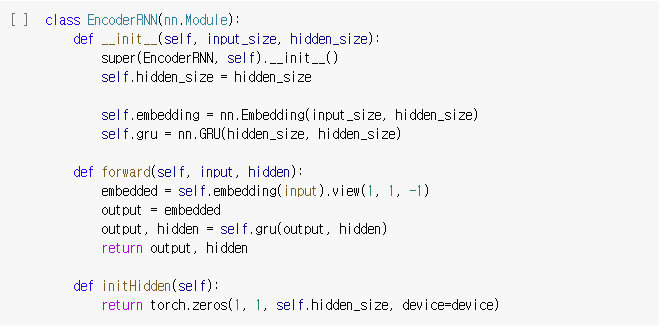 [ ] class EncoderRNN(nn.Module):
    def __init__(self, input_size, hidden_size):
        super(EncoderRNN, self).__init__()
        self.hidden_size = hidden_size

        self.embedding = nn.Embedding(input_size, hidden_size)
        self.gru = nn.GRU(hidden_size, hidden_size)

    def forward(self, input, hidden):
        embedded = self.embedding(input).view(1, 1, -1)
        output = embedded
        output, hidden = self.gru(output, hidden)
        return output, hidden

    def initHidden(self):
        return torch.zeros(1, 1, self.hidden_size, device=device)